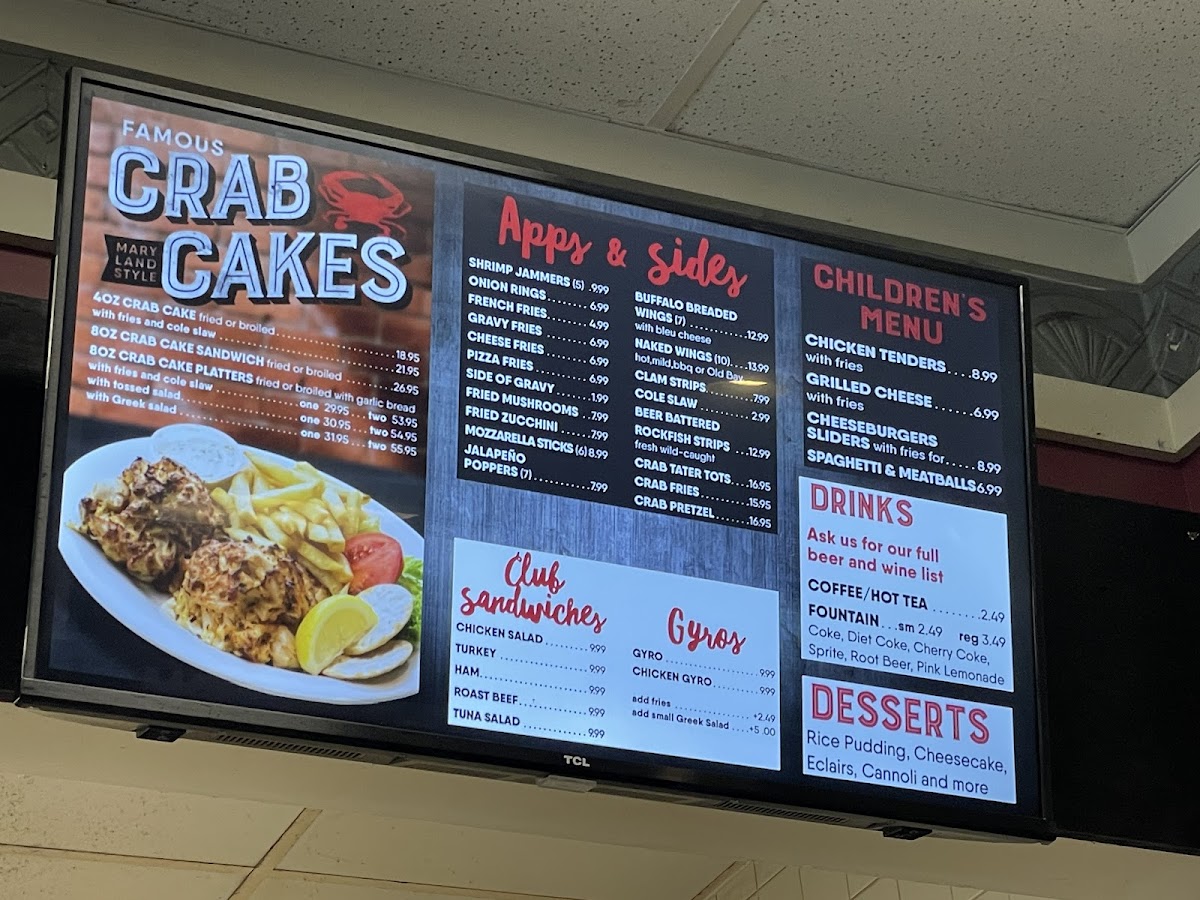 FAMOUS
CRAB
MARY
LAND
STYLE
CAKES
4OZ CRAB CAKE fried or broiled..........................18.95
with fries and cole slaw..........................21.95
8OZ CRAB CAKE SANDWICH fried or broiled............26.95
8OZ CRAB CAKE PLATTERS fried or broiled with garlic bread
with fries and cole slaw................one 29.95.....two 53.95
with tossed salad................one 30.95....two 54.95
with Greek salad................one 31.95....two 55.95
Apps & sides
SHRIMP JAMMERS (5) .9.99
ONION RINGS........6.99
FRENCH FRIES........4.99
GRAVY FRIES ........6.99
CHEESE FRIES........6.99
PIZZA FRIES..........6.99
SIDE OF GRAVY......1.99
FRIED MUSHROOMS ..7.99
FRIED ZUCCHINI .....7.99
MOZZARELLA STICKS (6) 8.99
JALAPEÑO
POPPERS (7)............7.99
BUFFALO BREADED
WINGS (7) ............12.99
with bleu cheese
NAKED WINGS (10)....13.99
hot,mild,bbq or Old Bay
CLAM STRIPS.........7.99
COLE SLAW ..........2.99
BEER BATTERED
ROCKFISH STRIPS ...12.99
fresh wild-caught
CRAB TATER TOTS...16.95
CRAB FRIES..........15.95
CRAB PRETZEL......16.95
Club
sandwiches
CHICKEN SALAD.........9.99
TURKEY .................9.99
HAM....................9.99
ROAST BEEF.............9.99
TUNA SALAD ............9.99
Gyros
GYRO .................9.99
CHICKEN GYRO.........9.99
add fries ...............+2.49
add small Greek Salad ....+5.00
CHILDREN'S
MENU
CHICKEN TENDERS....8.99
with fries
GRILLED CHEESE......6.99
with fries
CHEESEBURGERS
SLIDERS with fries for.....8.99
SPAGHETTI & MEATBALLS 6.99
DRINKS
Ask us for our full
beer and wine list
COFFEE/HOT TEA ........2.49
FOUNTAIN...sm 2.49 reg 3.49
Coke, Diet Coke, Cherry Coke,
Sprite, Root Beer, Pink Lemonade
DESSERTS
Rice Pudding, Cheesecake,
Eclairs, Cannoli and more
TCL